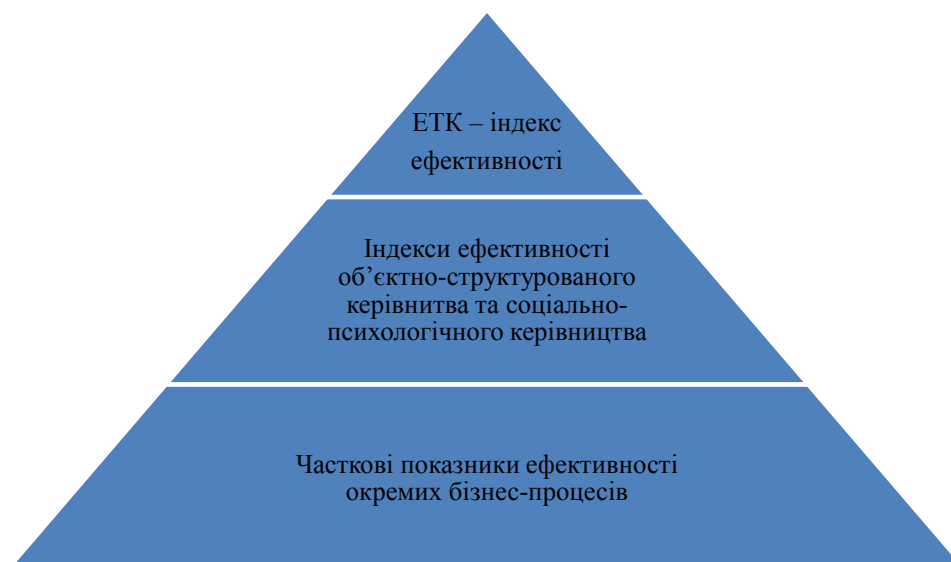 ЕТК – індекс
ефективності
Індекси ефективності
об’єктно-структурованого
керівнитва та соціально-
психологічного керівництва
Часткові показники ефективності
окремих бізнес-процесів